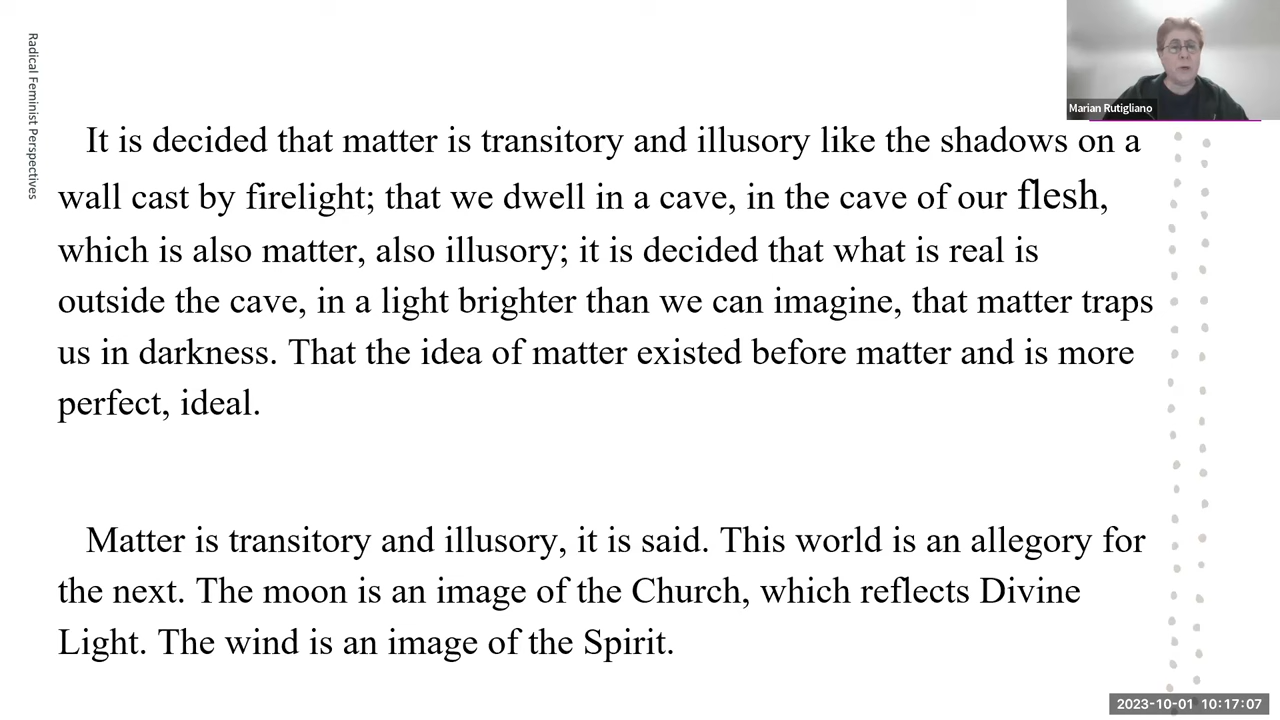 Radical Feminist Perspectives
Marian Rutigliano
It is decided that matter is transitory and illusory like the shadows on a
wall cast by firelight; that we dwell in a cave, in the cave of our flesh,
which is also matter, also illusory; it is decided that what is real is
outside the cave, in a light brighter than we can imagine, that matter traps
us in darkness. That the idea of matter existed before matter and is more
perfect, ideal.
Matter is transitory and illusory, it is said. This world is an allegory for
the next. The moon is an image of the Church, which reflects Divine
Light. The wind is an image of the Spirit.
2023-10-01 10:17:07